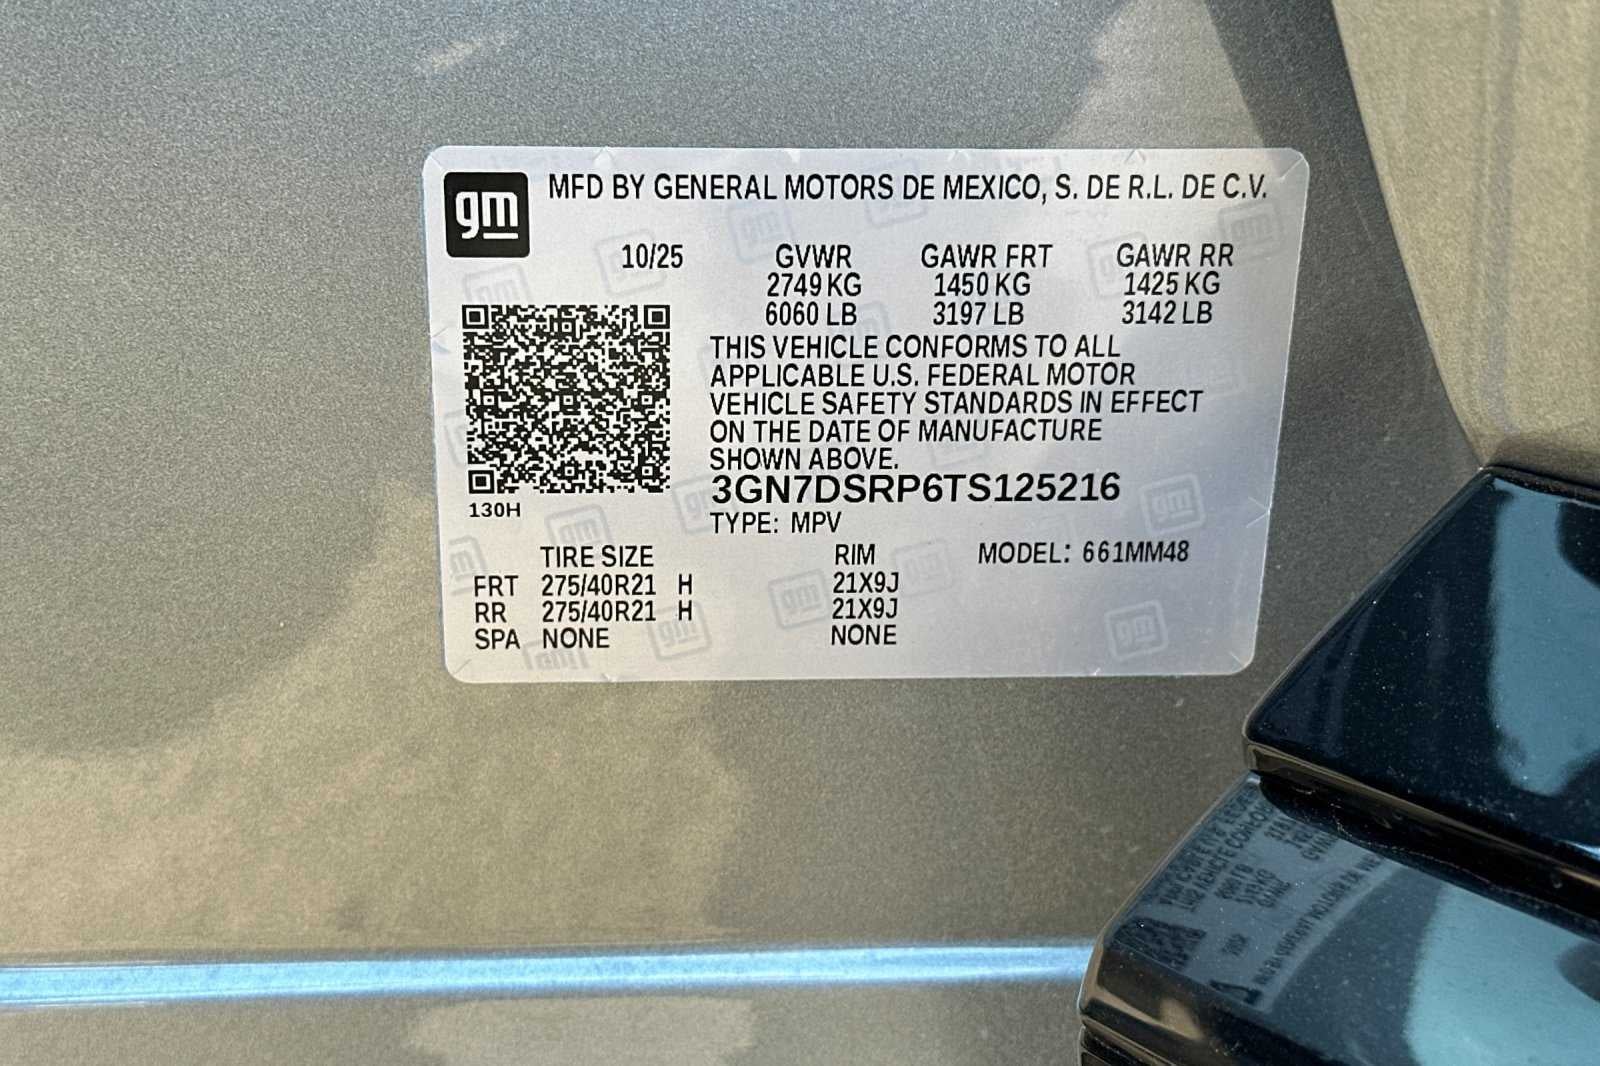 gm MFD BY GENERAL MOTORS DE MEXICO, S. DE R.L. DE C.V.
10/25 GVWR GAWR FRT GAWR RR
2749 KG 1450 KG 1425 KG
6060 LB 3197 LB 3142 LB
THIS VEHICLE CONFORMS TO ALL
APPLICABLE U.S. FEDERAL MOTOR
VEHICLE SAFETY STANDARDS IN EFFECT
ON THE DATE OF MANUFACTURE
SHOWN ABOVE.
3GN7DSRP6TS125216
130H
TYPE: MPV
TIRE SIZE RIM MODEL: 661MM48
FRT 275/40R21 H 21X9J
RR 275/40R21 H 21X9J
SPA NONE NONE